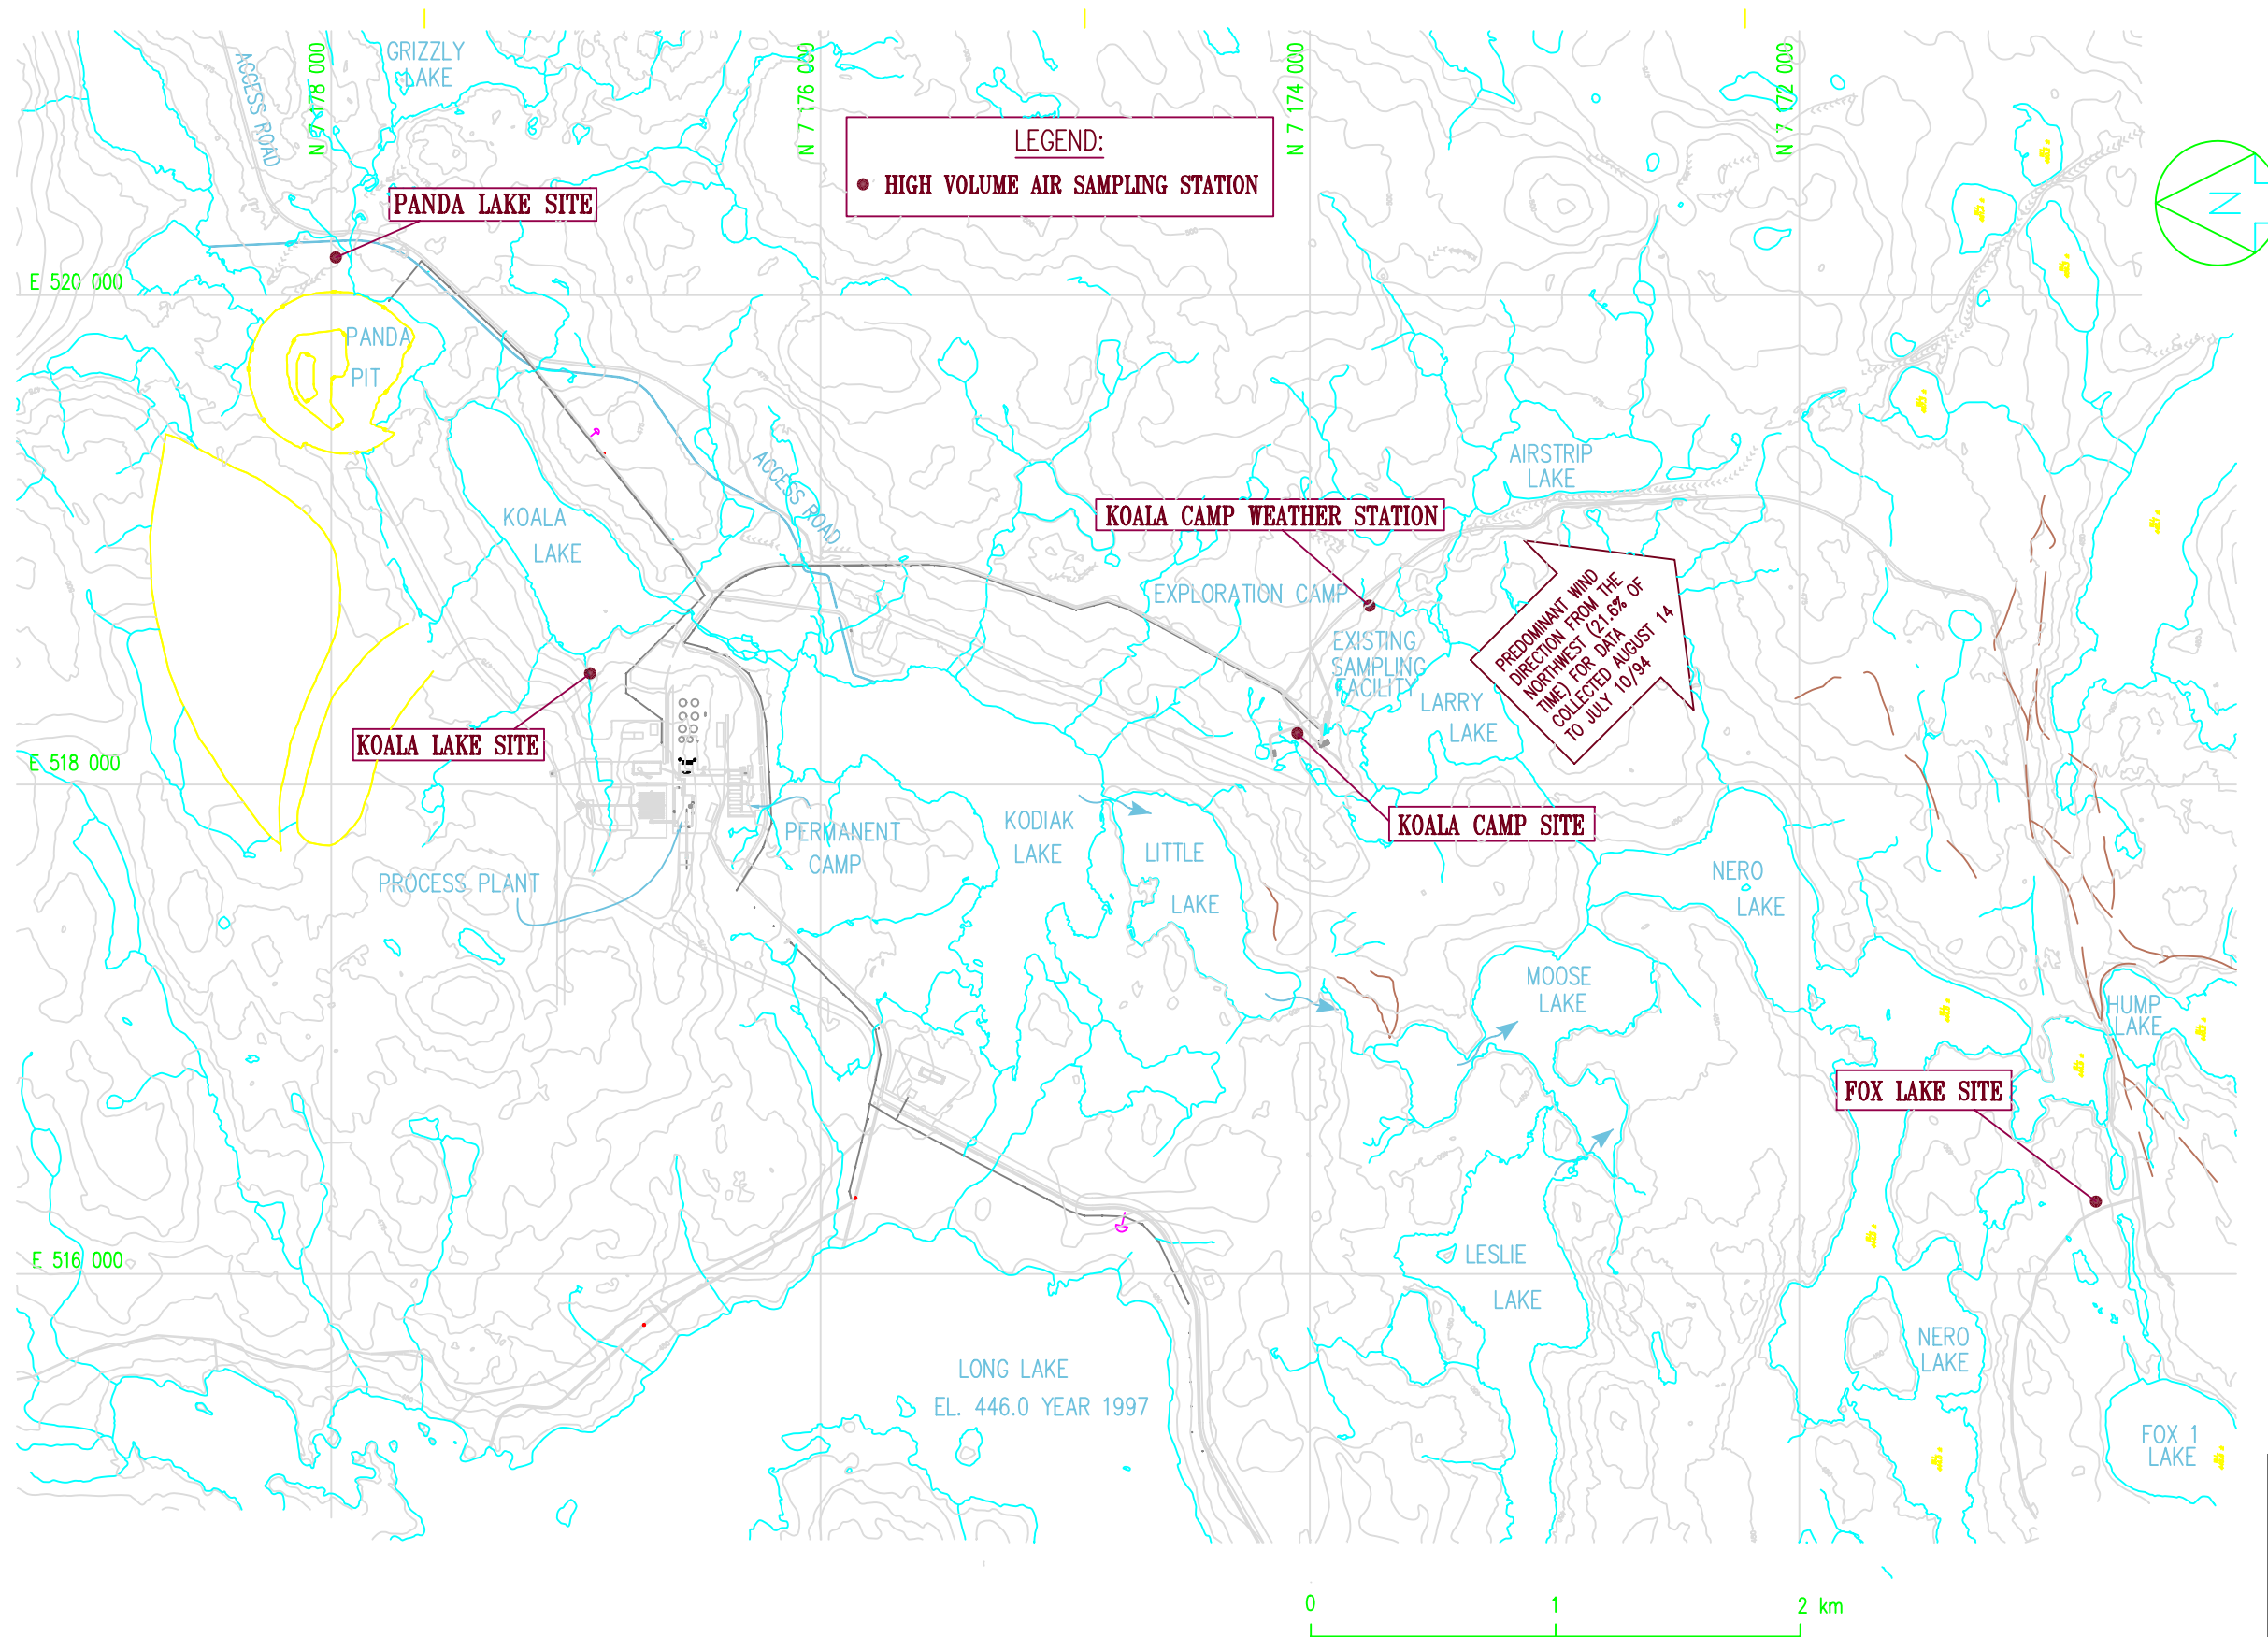 GRIZZLY
LAKE
ACCESS ROAD
N 7 178 000
N 7 176 000
N 7 174 000
N 7 172 000
LEGEND:
HIGH VOLUME AIR SAMPLING STATION
N
PANDA LAKE SITE
E 520 000
PANDA
PIT
KOALA
LAKE
ACCESS ROAD
AIRSTRIP
LAKE
KOALA CAMP WEATHER STATION
EXPLORATION CAMP
EXISTING
SAMPLING
FACILITY
PREDOMINANT WIND
DIRECTION FROM THE
NORTHWEST (21.6% OF
TIME) FOR DATA
COLLECTED AUGUST 14
TO JULY 10/94
LARRY
LAKE
KOALA LAKE SITE
E 518 000
PERMANENT
CAMP
KODIAK
LAKE
LITTLE
LAKE
KOALA CAMP SITE
PROCESS PLANT
NERO
LAKE
MOOSE
LAKE
HUMP
LAKE
FOX LAKE SITE
E 516 000
LESLIE
LAKE
NERO
LAKE
LONG LAKE
EL. 446.0 YEAR 1997
FOX 1
LAKE
0 1 2 km